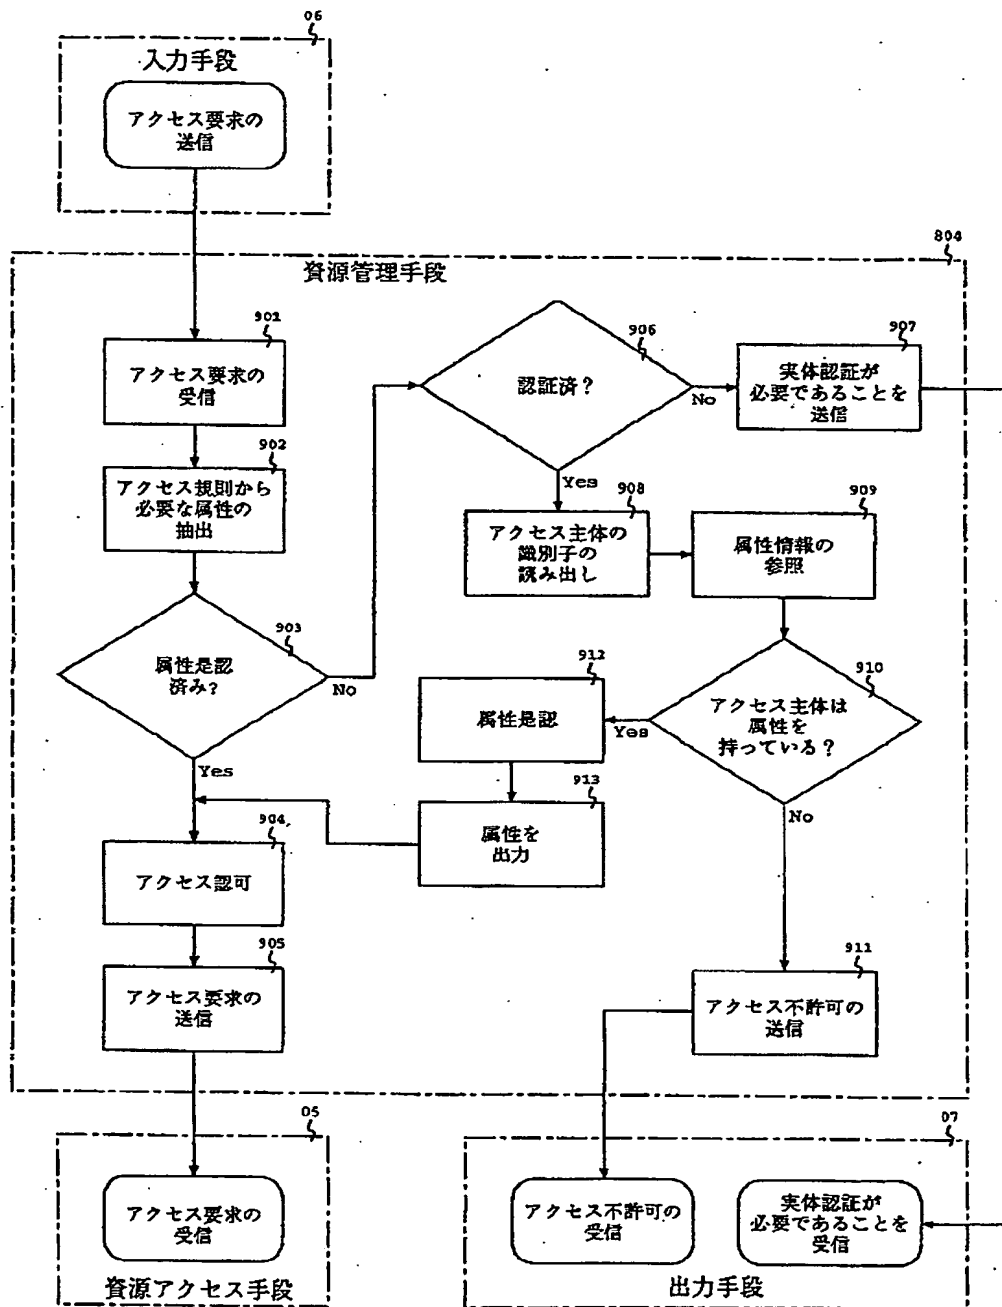 06
入力手段
アクセス要求の
送信
804
資源管理手段
901
アクセス要求の
受信
902
アクセス規則から
必要な属性の
抽出
903
属性是認
済み?
No
Yes
904
アクセス認可
905
アクセス要求の
送信
906
認証済?
No
Yes
907
実体認証が
必要であることを
送信
908
アクセス主体の
識別子の
読み出し
909
属性情報の
参照
910
アクセス主体は
属性を
持っている?
Yes
No
912
属性是認
913
属性を
出力
911
アクセス不許可の
送信
05
アクセス要求の
受信
資源アクセス手段
07
アクセス不許可の
受信
実体認証が
必要であることを
受信
出力手段